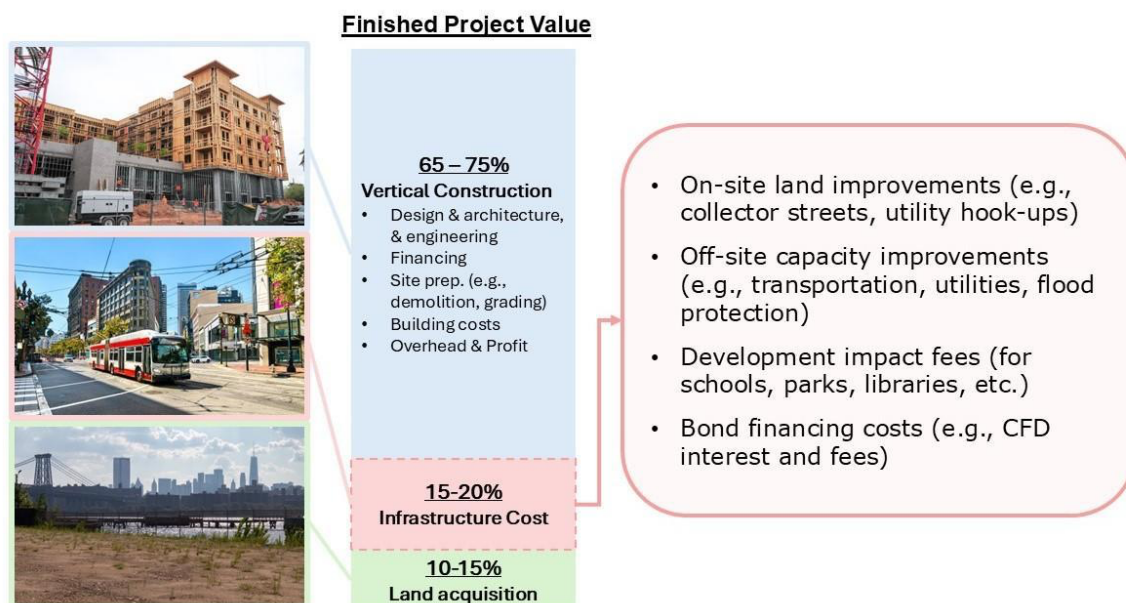 Finished Project Value
65 – 75%
Vertical Construction
• Design & architecture,
& engineering
• Financing
• Site prep. (e.g.,
demolition, grading)
• Building costs
• Overhead & Profit
15-20%
Infrastructure Cost
10-15%
Land acquisition
• On-site land improvements (e.g.,
collector streets, utility hook-ups)
• Off-site capacity improvements
(e.g., transportation, utilities, flood
protection)
• Development impact fees (for
schools, parks, libraries, etc.)
• Bond financing costs (e.g., CFD
interest and fees)